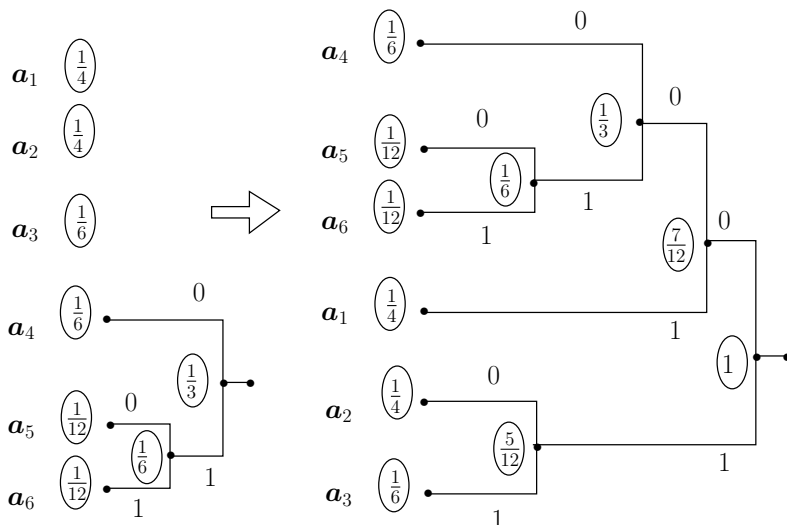 a₁ 1/4
a₂ 1/4
a₃ 1/6
a₄ 1/6 0
1/3
a₅ 1/12 0
1/6 1
a₆ 1/12 1
a₄ 1/6 0
1/3 0
a₅ 1/12 0
1/6 1
a₆ 1/12 1
7/12 0
a₁ 1/4 1
1
a₂ 1/4 0
5/12 1
a₃ 1/6 1